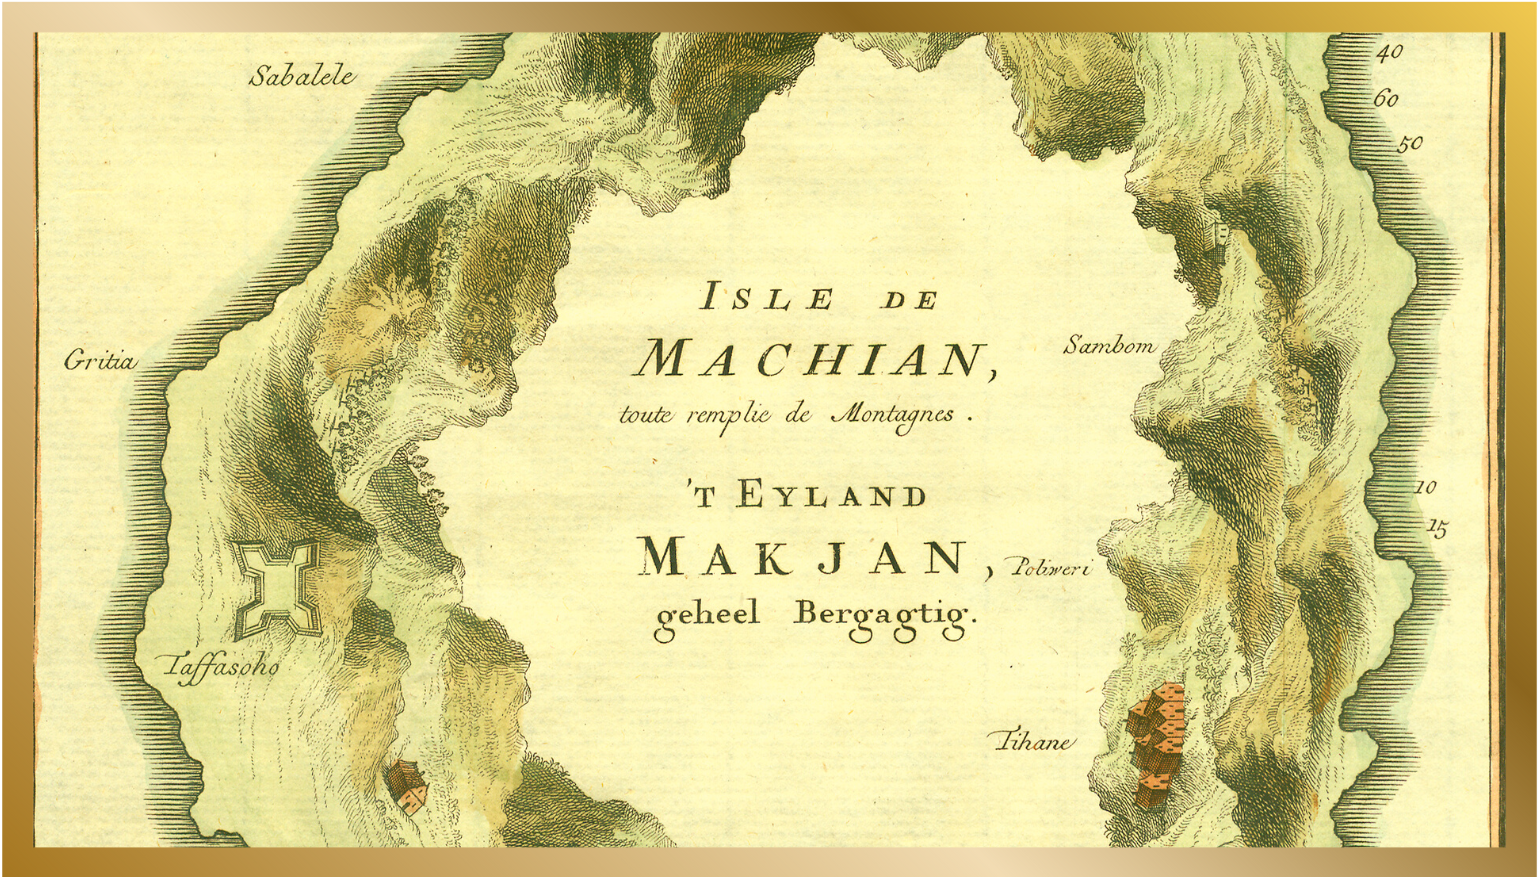 Sabalele
40
60
50
Gritia
ISLE DE
MACHIAN,
toute remplie de Montagnes.
Sambom
'T EYLAND
MAKJAN,
geheel Bergagtig.
10
15
Poliweri
Taffasoho
Tihane